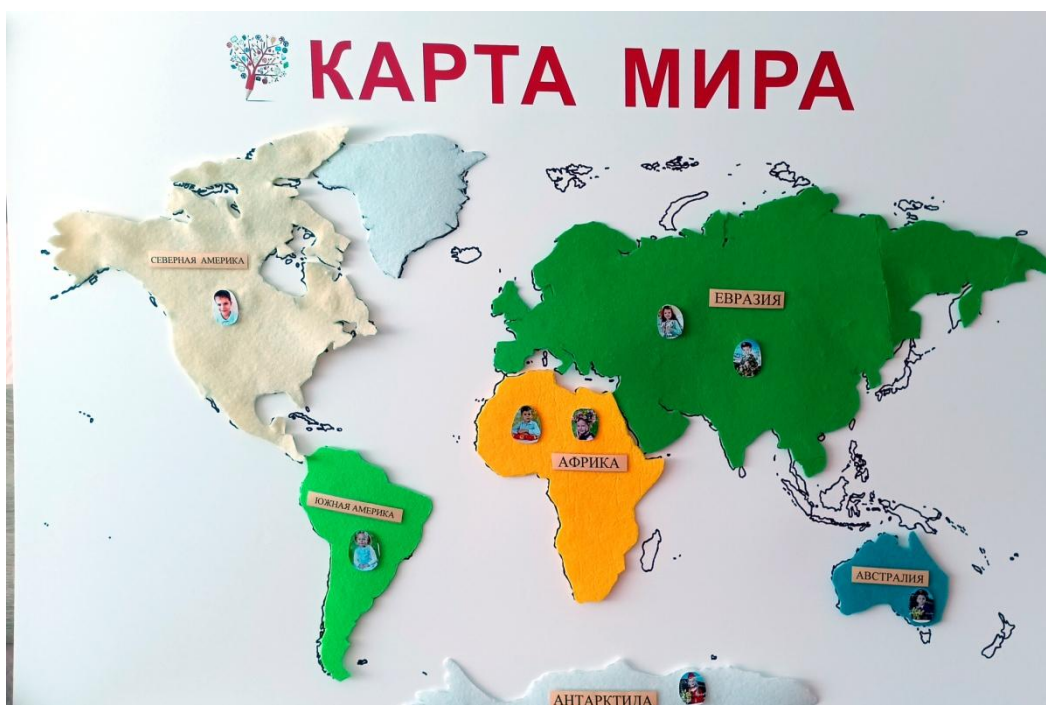 КАРТА МИРА
СЕВЕРНАЯ АМЕРИКА
ЕВРАЗИЯ
АФРИКА
ЮЖНАЯ АМЕРИКА
АВСТРАЛИЯ
АНТАРКТИДА